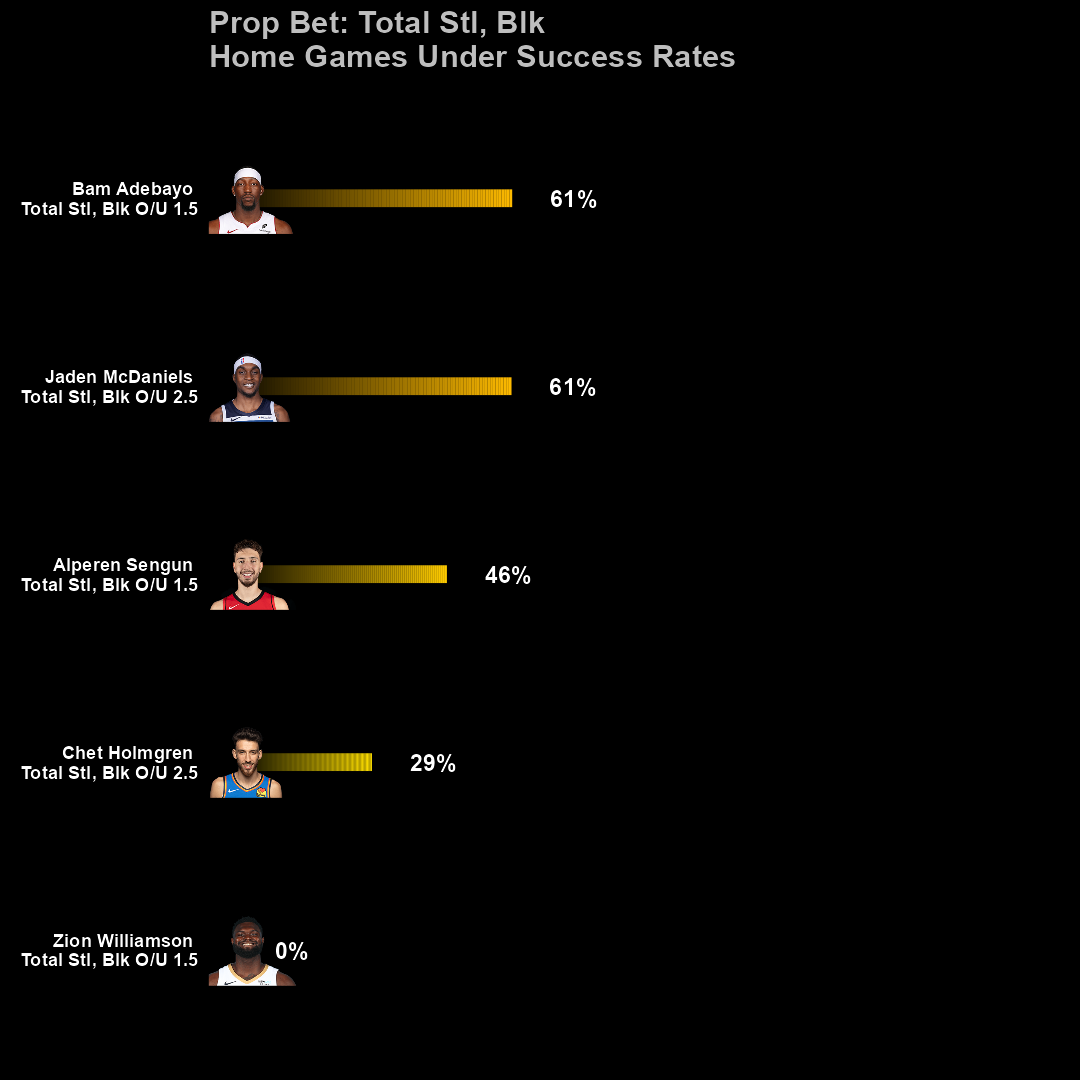 Prop Bet: Total Stl, Blk
Home Games Under Success Rates
Bam Adebayo
Total Stl, Blk O/U 1.5
61%
Jaden McDaniels
Total Stl, Blk O/U 2.5
61%
Alperen Sengun
Total Stl, Blk O/U 1.5
46%
Chet Holmgren
Total Stl, Blk O/U 2.5
29%
Zion Williamson
Total Stl, Blk O/U 1.5
0%